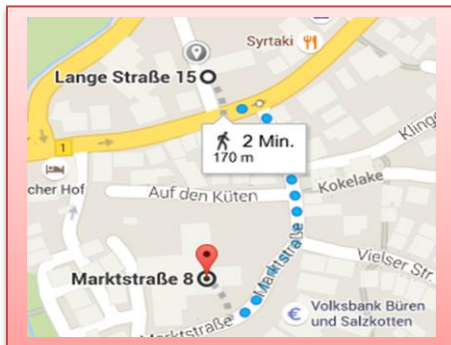 Syrtaki
Lange Straße 15
2 Min.
170 m
1
Klinge
cher Hof
Auf den Küten
Kokelake
Marktstraße
Vielser Str.
Marktstraße 8
Volksbank Büren
und Salzkotten
Marktstraße